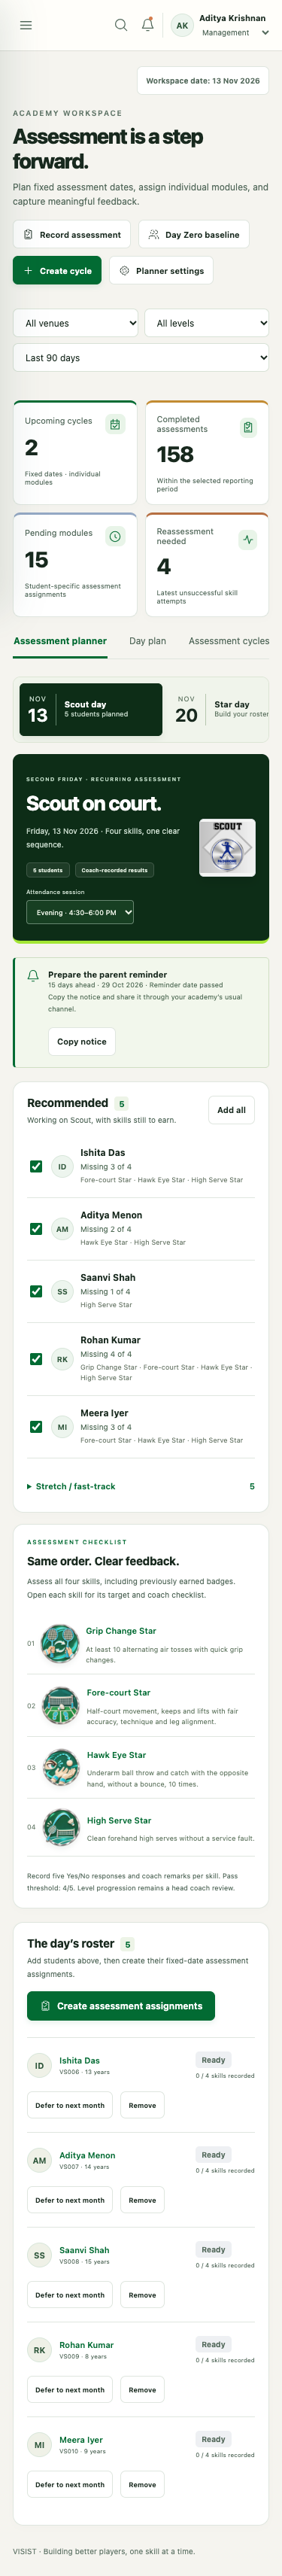 AK
Aditya Krishnan
Management
Workspace date: 13 Nov 2026
ACADEMY WORKSPACE
Assessment is a step
forward.
Plan fixed assessment dates, assign individual modules, and
capture meaningful feedback.
Record assessment
Day Zero baseline
Create cycle
Planner settings
All venues
All levels
Last 90 days
Upcoming cycles
2
Fixed dates · individual
modules
Completed
assessments
158
Within the selected reporting
period
Pending modules
15
Student-specific assessment
assignments
Reassessment
needed
4
Latest unsuccessful skill
attempts
Assessment planner
Day plan
Assessment cycles
NOV
13
Scout day
5 students planned
NOV
20
Star day
Build your roster
SECOND FRIDAY · RECURRING ASSESSMENT
Scout on court.
Friday, 13 Nov 2026 · Four skills, one clear
sequence.
5 students
Coach-recorded results
Attendance session
Evening · 4:30–6:00 PM
SCOUT
Prepare the parent reminder
15 days ahead · 29 Oct 2026 · Reminder date passed
Copy the notice and share it through your academy's usual
channel.
Copy notice
Recommended 5
Working on Scout, with skills still to earn.
Add all
ID
Ishita Das
Missing 3 of 4
Fore-court Star · Hawk Eye Star · High Serve Star
AM
Aditya Menon
Missing 2 of 4
Hawk Eye Star · High Serve Star
SS
Saanvi Shah
Missing 1 of 4
High Serve Star
RK
Rohan Kumar
Missing 4 of 4
Grip Change Star · Fore-court Star · Hawk Eye Star ·
High Serve Star
MI
Meera Iyer
Missing 3 of 4
Fore-court Star · Hawk Eye Star · High Serve Star
Stretch / fast-track
5
ASSESSMENT CHECKLIST
Same order. Clear feedback.
Assess all four skills, including previously earned badges.
Open each skill for its target and coach checklist.
01
Grip Change Star
At least 10 alternating air tosses with quick grip
changes.
02
Fore-court Star
Half-court movement, keeps and lifts with fair
accuracy, technique and leg alignment.
03
Hawk Eye Star
Underarm ball throw and catch with the opposite
hand, without a bounce, 10 times.
04
High Serve Star
Clean forehand high serves without a service fault.
Record five Yes/No responses and coach remarks per skill. Pass
threshold: 4/5. Level progression remains a head coach review.
The day's roster 5
Add students above, then create their fixed-date assessment
assignments.
Create assessment assignments
ID
Ishita Das
VS006 · 13 years
Ready
0 / 4 skills recorded
Defer to next month
Remove
AM
Aditya Menon
VS007 · 14 years
Ready
0 / 4 skills recorded
Defer to next month
Remove
SS
Saanvi Shah
VS008 · 15 years
Ready
0 / 4 skills recorded
Defer to next month
Remove
RK
Rohan Kumar
VS009 · 8 years
Ready
0 / 4 skills recorded
Defer to next month
Remove
MI
Meera Iyer
VS010 · 9 years
Ready
0 / 4 skills recorded
Defer to next month
Remove
VISIST · Building better players, one skill at a time.